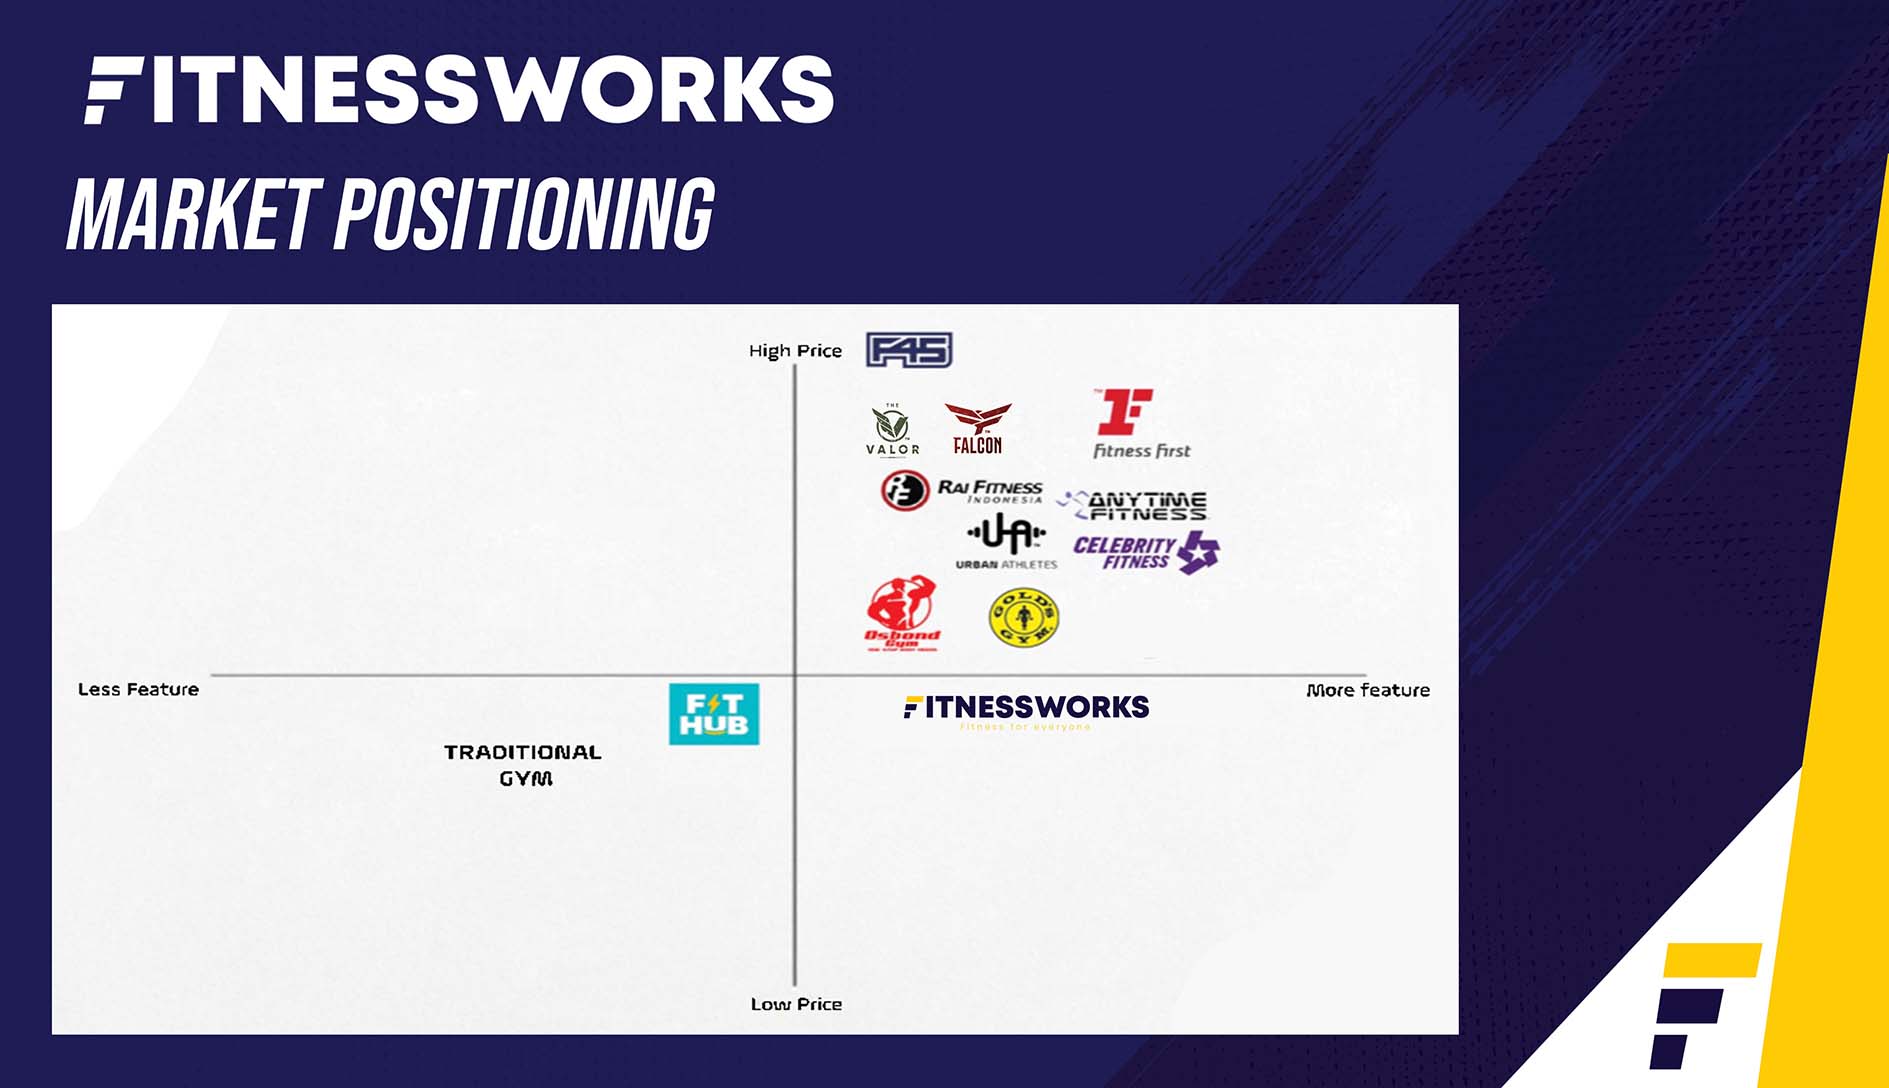 FITNESSWORKS
MARKET POSITIONING
High Price
F45
THE
VALOR
FALCON
Fitness First
RAI FITNESS
INDONESIA
ANYTIME
FITNESS
UA
URBAN ATHLETES
CELEBRITY
FITNESS
Osbond
Gym
GOLD'S
GYM
Less Feature
More feature
FIT
HUB
FITNESSWORKS
Fitness for everyone
TRADITIONAL
GYM
Low Price